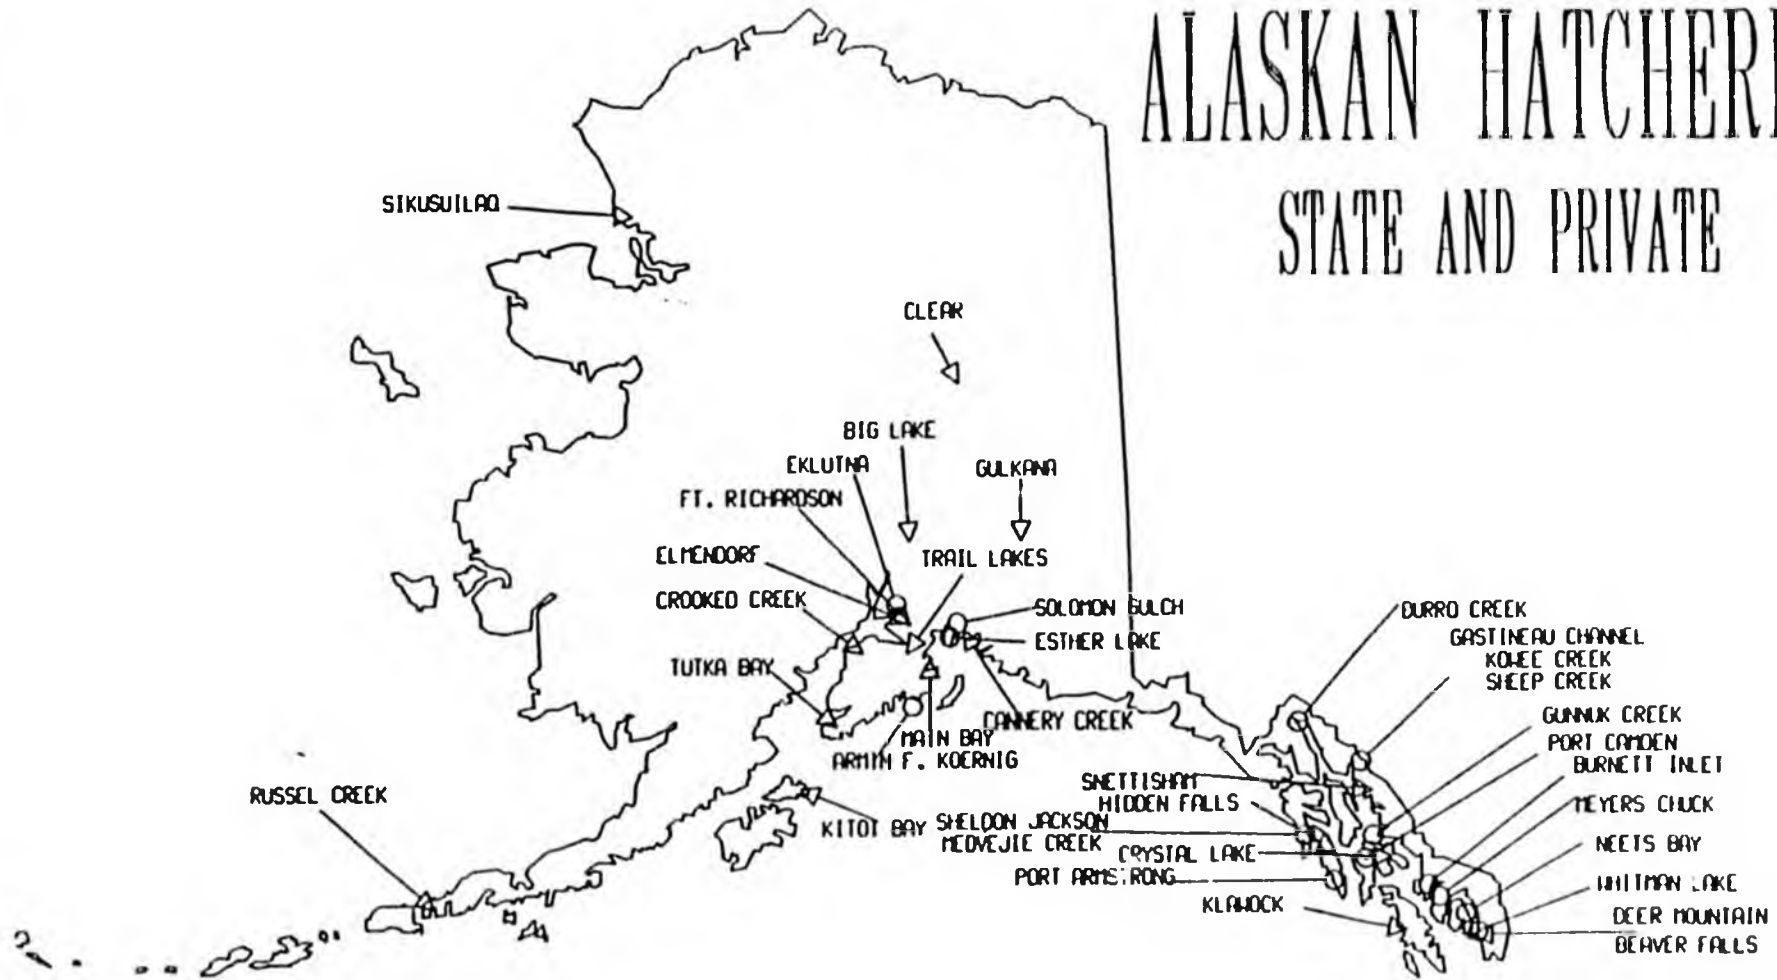 ALASKAN HATCHERI
STATE AND PRIVATE
SIKUSUILAQ
CLEAR
BIG LAKE
EKLUTNA
GULKANA
FT. RICHARDSON
ELMENDORF
TRAIL LAKES
CROOKED CREEK
SOLOMON GULCH
ESTHER LAKE
TUTKA BAY
CANNERY CREEK
MAIN BAY
ARMIN F. KOERNIG
RUSSEL CREEK
KITOI BAY
BURRO CREEK
GASTINEAU CHANNEL
KOWEE CREEK
SHEEP CREEK
GUNNUK CREEK
PORT CAMDEN
BURNETT INLET
SNETTISHAM
HIDDEN FALLS
MEYERS CHUCK
SHELDON JACKSON
MEDVEJIE CREEK
CRYSTAL LAKE
NEETS BAY
PORT ARMSTRONG
WHITMAN LAKE
KLAWOCK
DEER MOUNTAIN
BEAVER FALLS